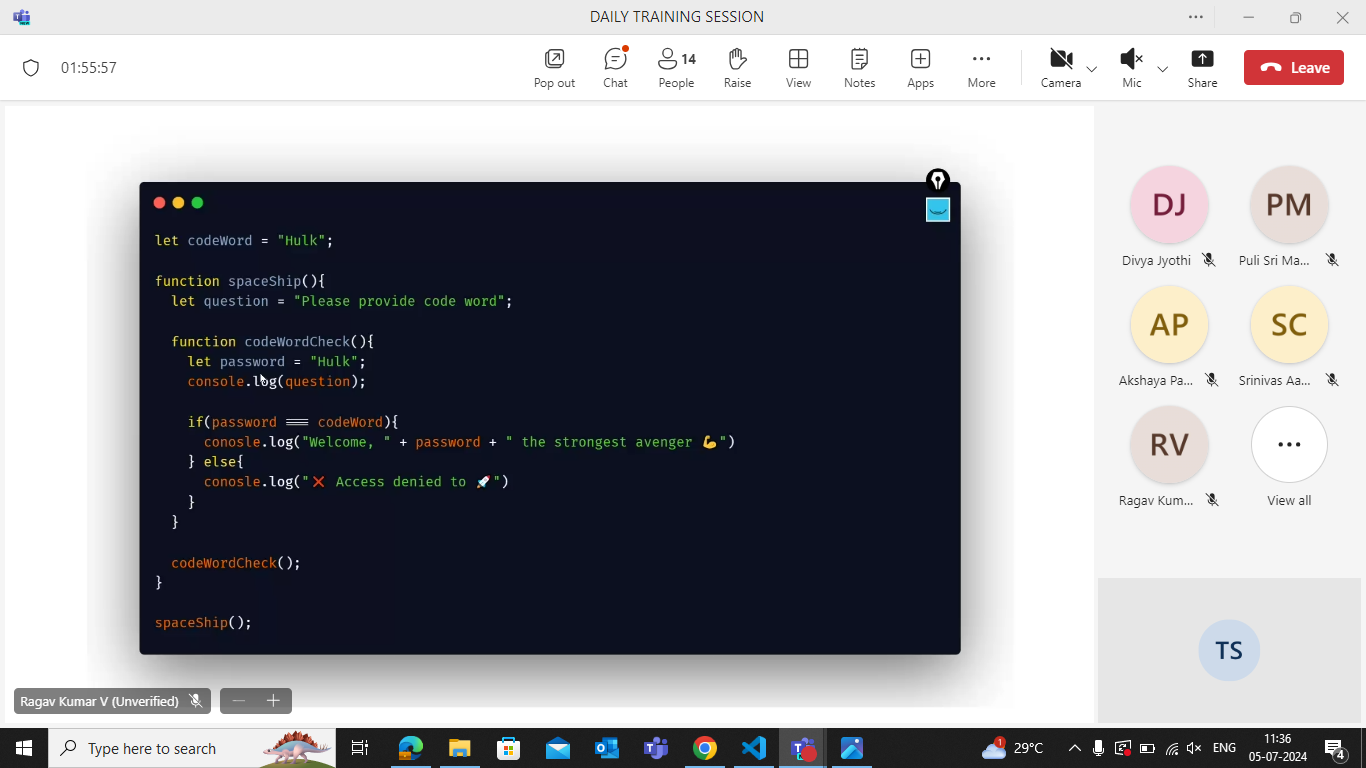 DAILY TRAINING SESSION
01:55:57
Pop out
Chat
14
People
Raise
View
Notes
Apps
More
Camera
Mic
Share
Leave
let codeWord = "Hulk";
function spaceShip(){
let question = "Please provide code word";
function codeWordCheck(){
let password = "Hulk";
console.log(question);
if(password === codeWord){
conosle.log("Welcome, " + password + " the strongest avenger 💪")
} else{
conosle.log("❌ Access denied to 🚀")
}
}
codeWordCheck();
}
spaceShip();
DJ
Divya Jyothi
PM
Puli Sri Ma...
AP
Akshaya Pa...
SC
Srinivas Aa...
RV
Ragav Kum...
View all
TS
Ragav Kumar V (Unverified)
Type here to search
1
29°C
ENG
11:36
05-07-2024
4